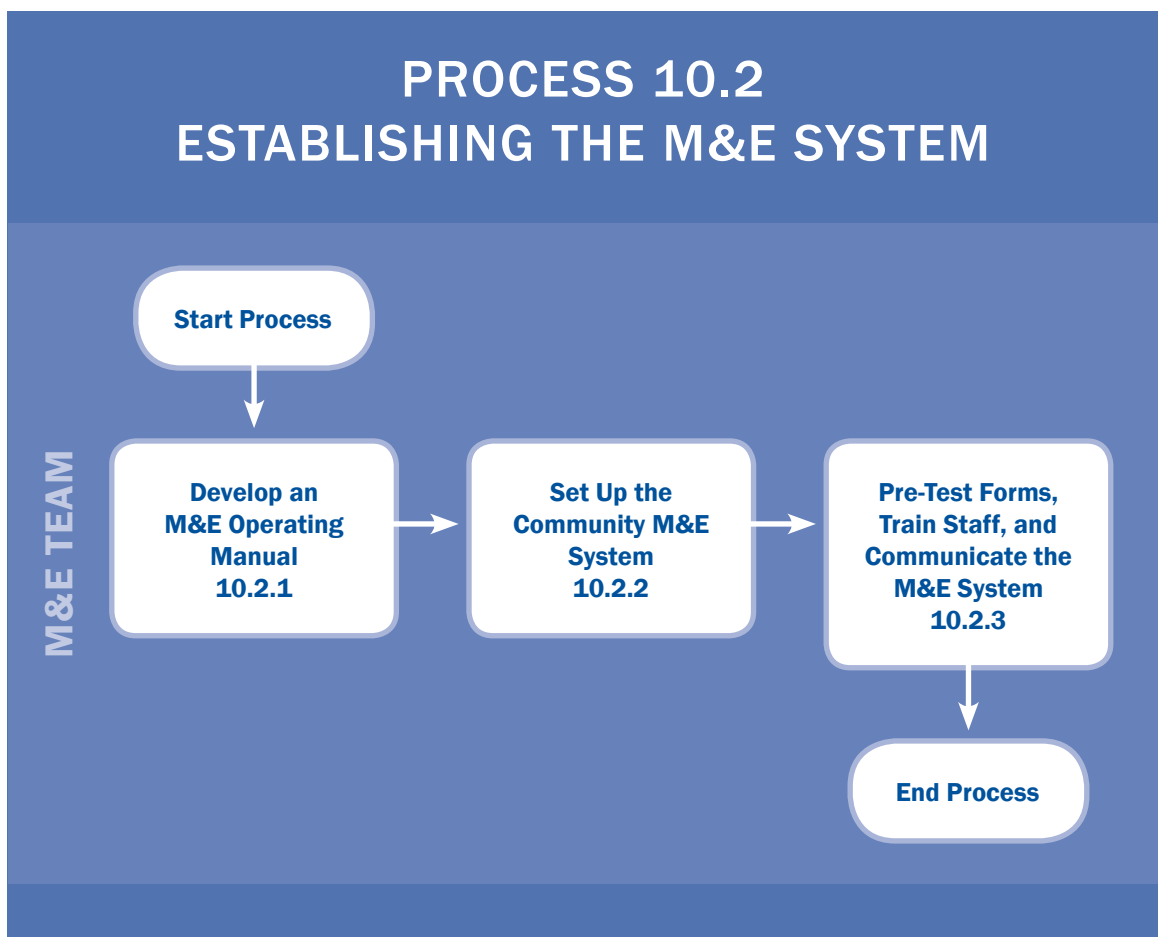 PROCESS 10.2
ESTABLISHING THE M&E SYSTEM
M&E TEAM
Start Process
Develop an
M&E Operating
Manual
10.2.1
Set Up the
Community M&E
System
10.2.2
Pre-Test Forms,
Train Staff, and
Communicate the
M&E System
10.2.3
End Process